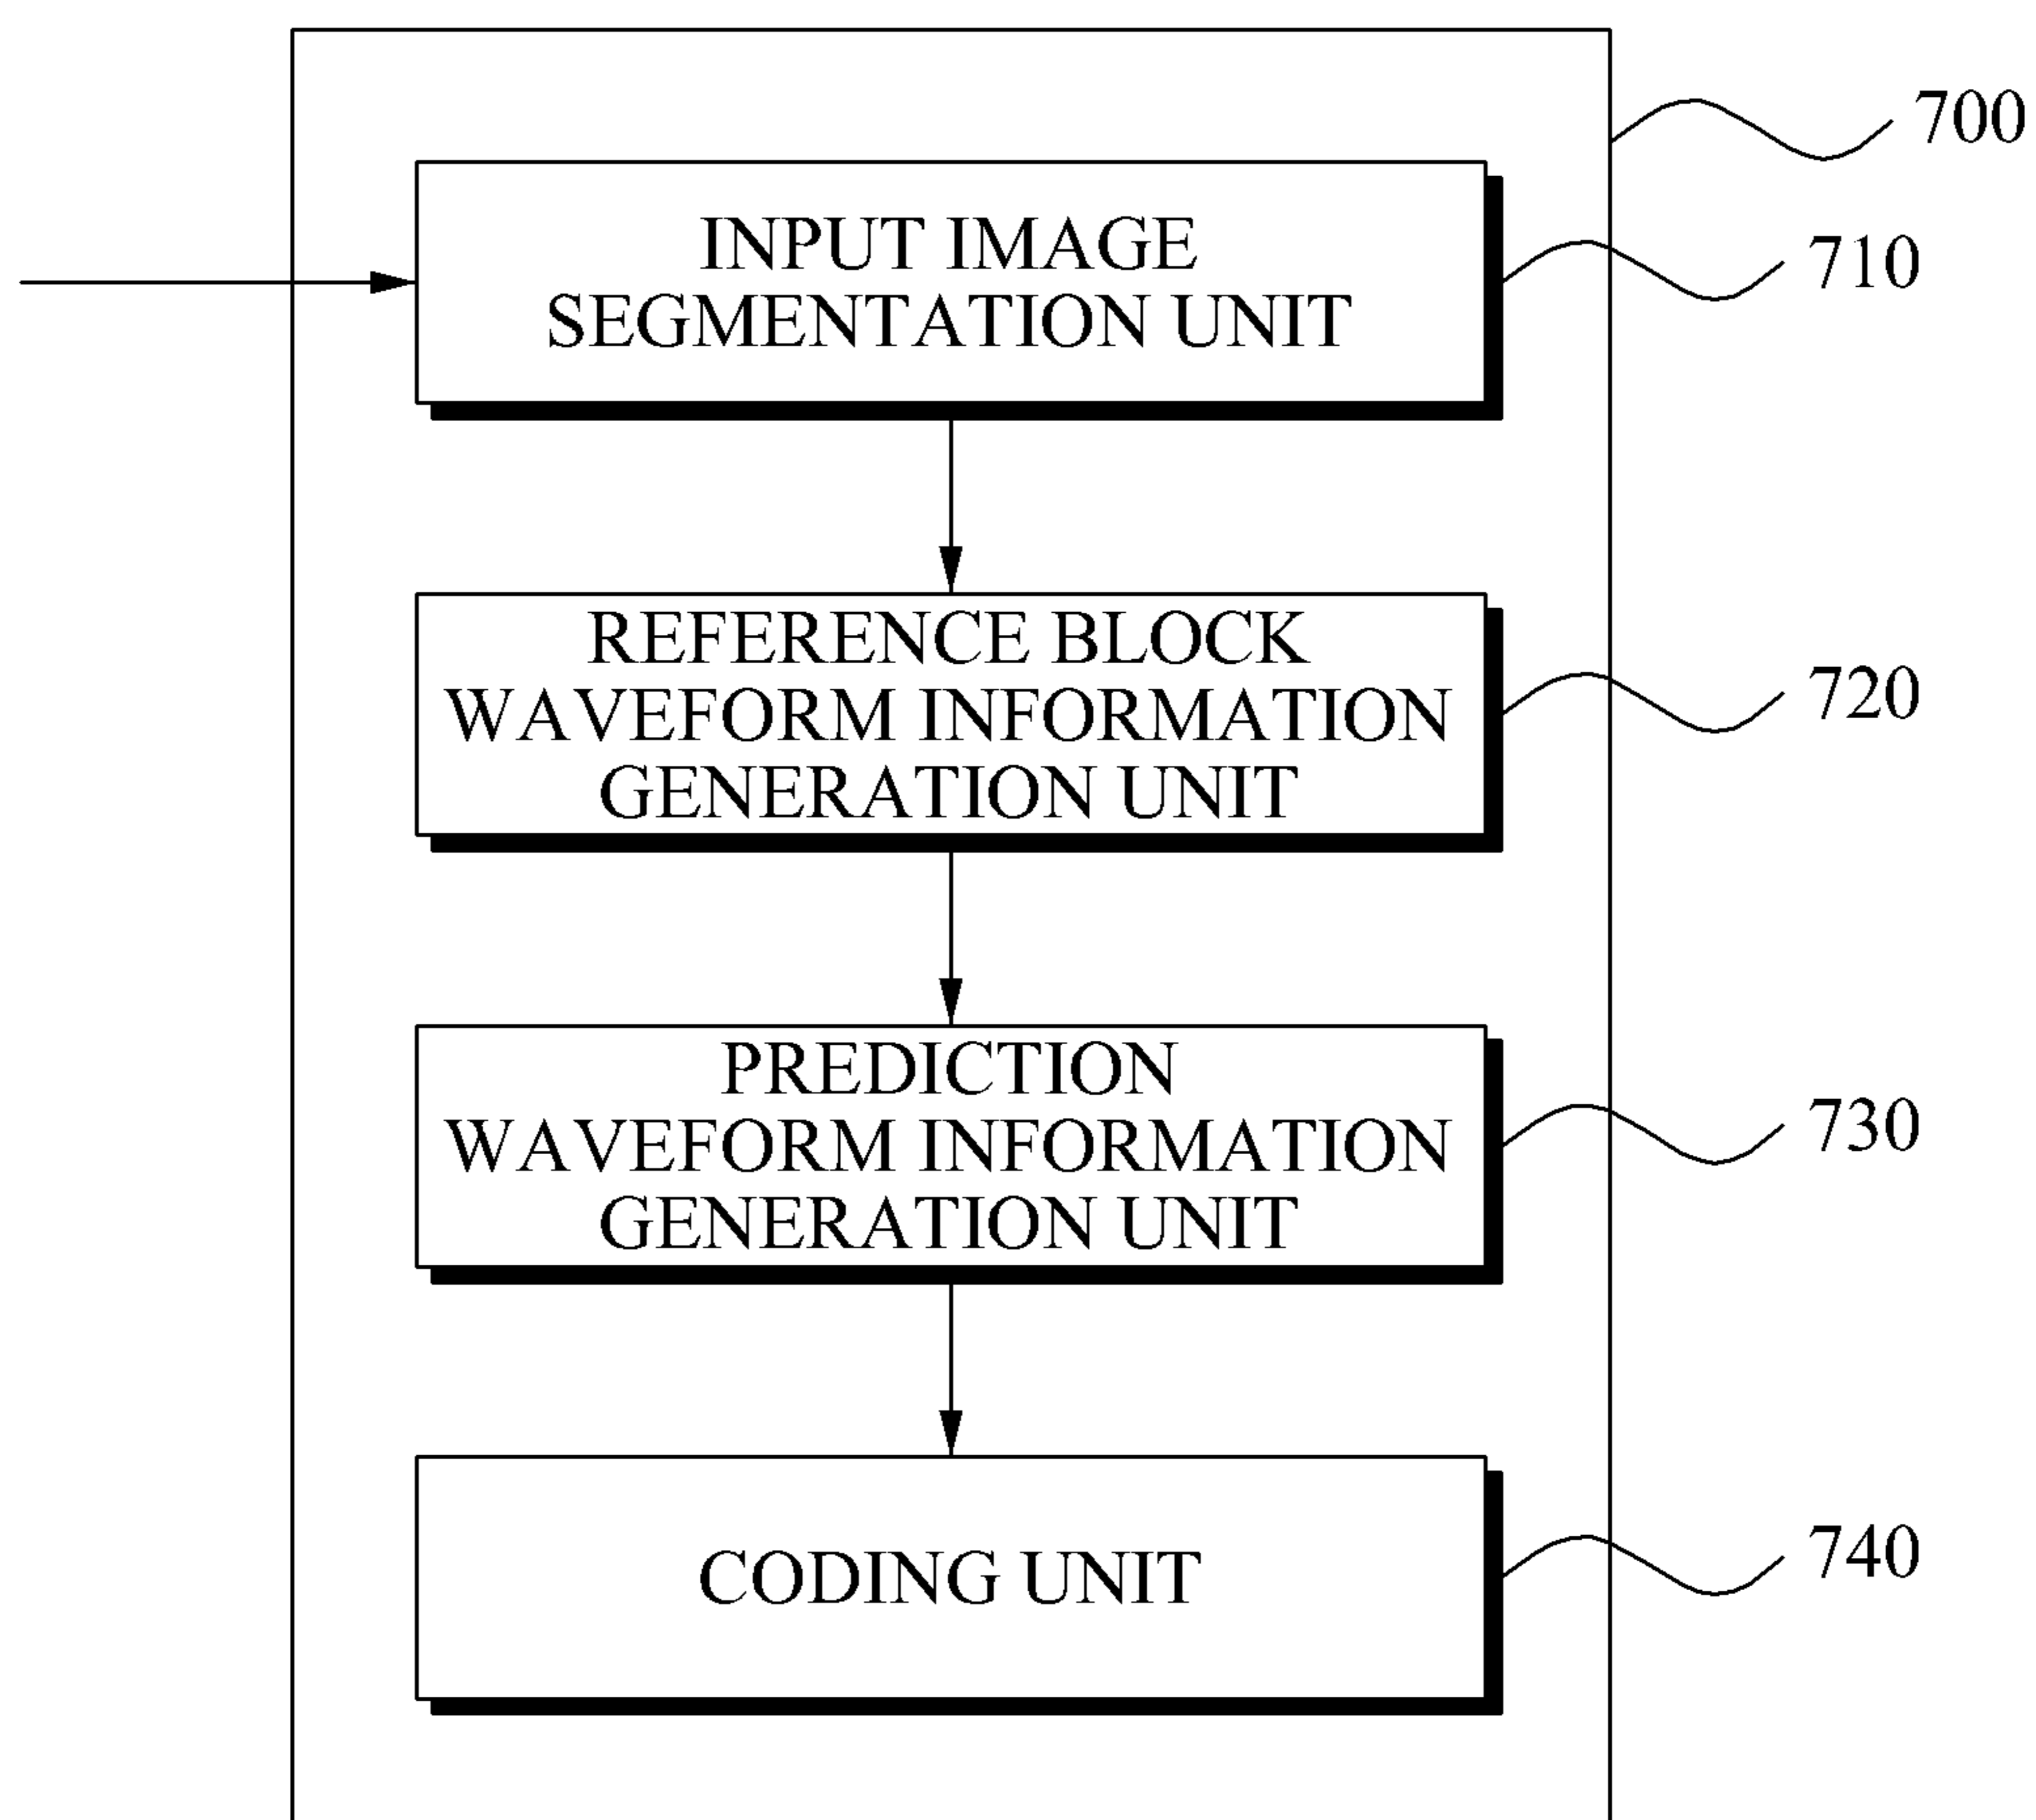 700
INPUT IMAGE
SEGMENTATION UNIT
710
REFERENCE BLOCK
WAVEFORM INFORMATION
GENERATION UNIT
720
PREDICTION
WAVEFORM INFORMATION
GENERATION UNIT
730
CODING UNIT
740